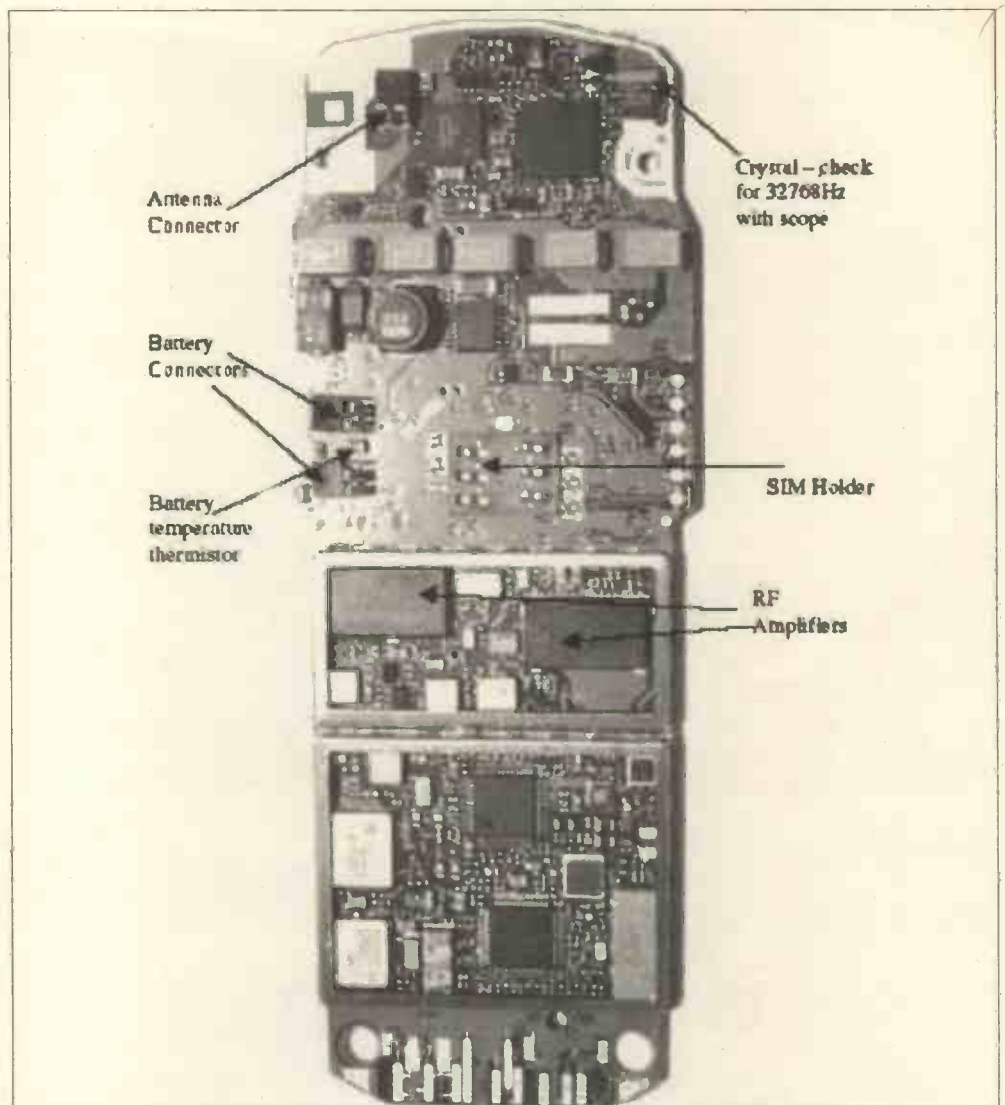 Antenna
Connector
Crystal – check
for 32768Hz
with scope
Battery
Connectors
SIM Holder
Battery
temperature
thermistor
RF
Amplifiers